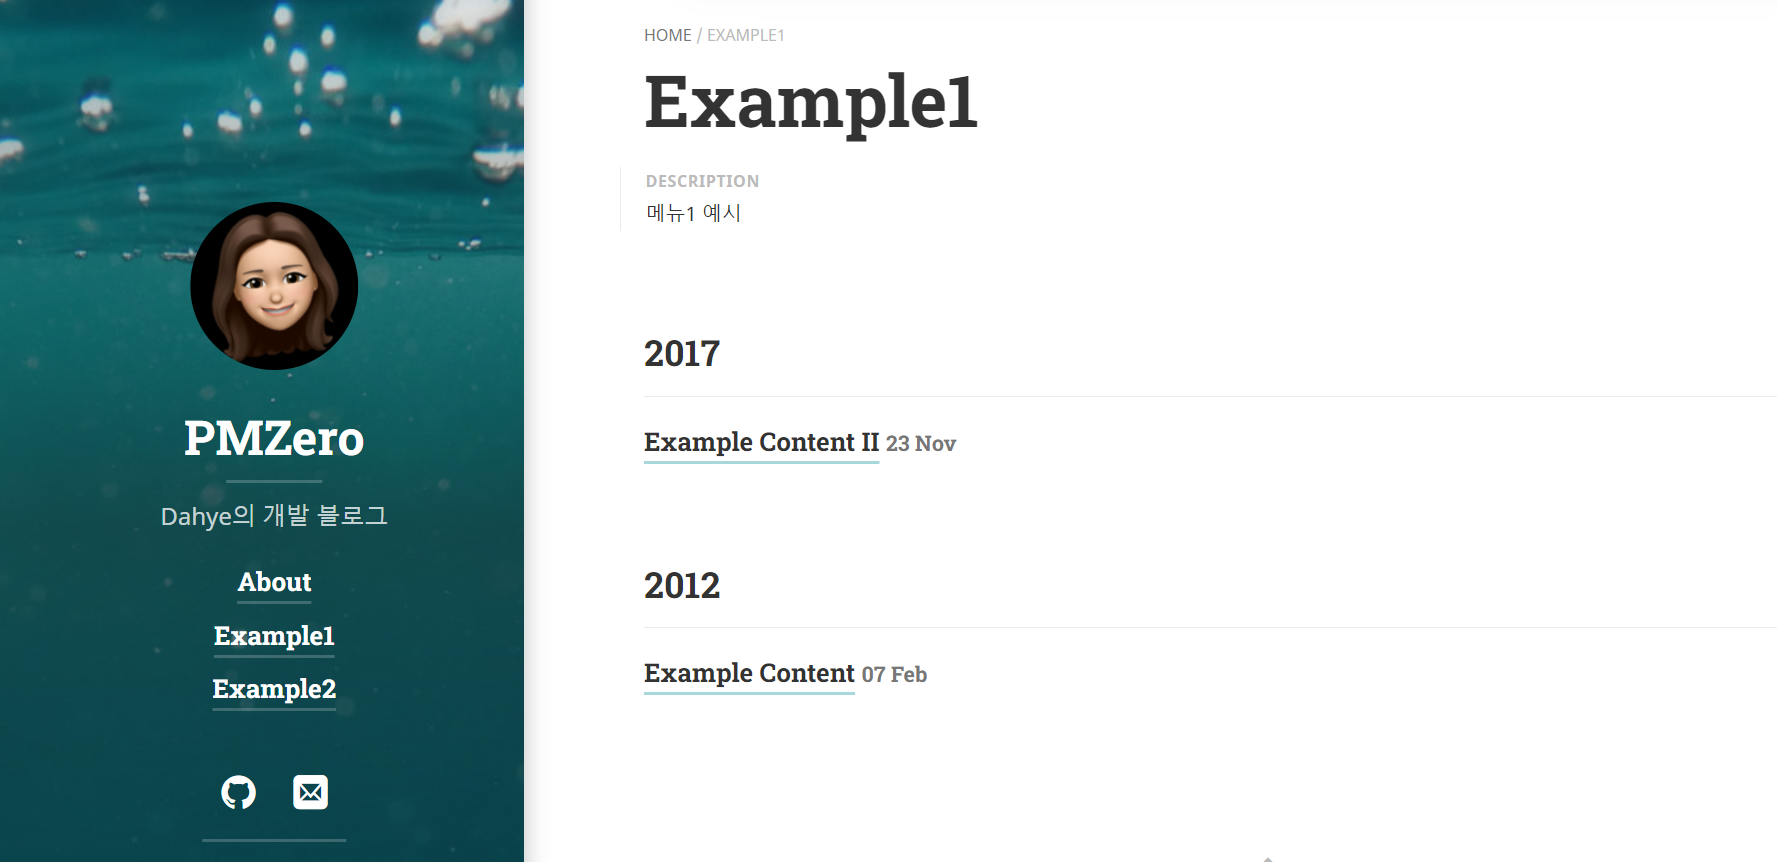 PMZero
Dahye의 개발 블로그
About
Example1
Example2
HOME / EXAMPLE1
Example1
DESCRIPTION
메뉴1 예시
2017
Example Content II 23 Nov
2012
Example Content 07 Feb